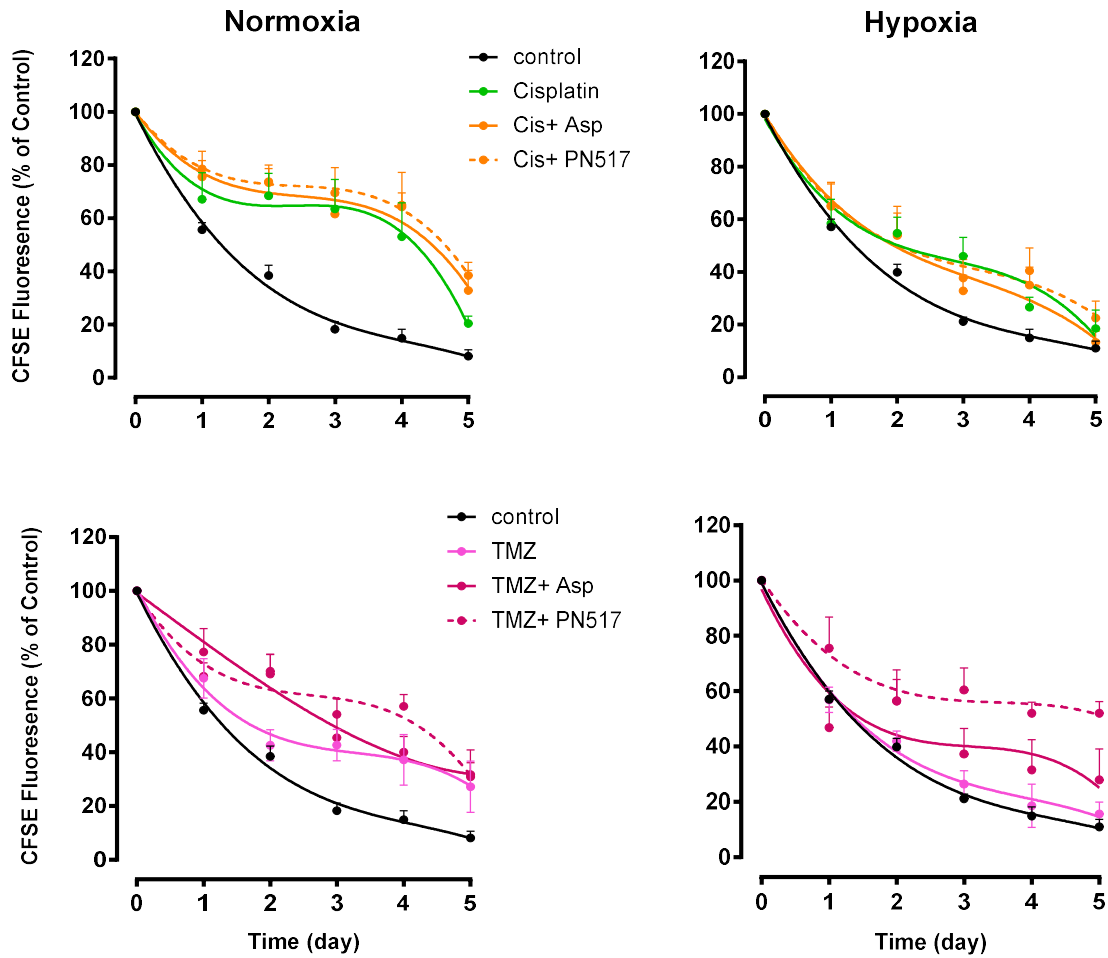 Normoxia
Hypoxia
CFSE Fluoresence (% of Control)
120
100
80
60
40
20
0
0 1 2 3 4 5
control
Cisplatin
Cis+ Asp
Cis+ PN517
120
100
80
60
40
20
0
0 1 2 3 4 5
CFSE Fluoresence (% of Control)
120
100
80
60
40
20
0
0 1 2 3 4 5
Time (day)
control
TMZ
TMZ+ Asp
TMZ+ PN517
120
100
80
60
40
20
0
0 1 2 3 4 5
Time (day)